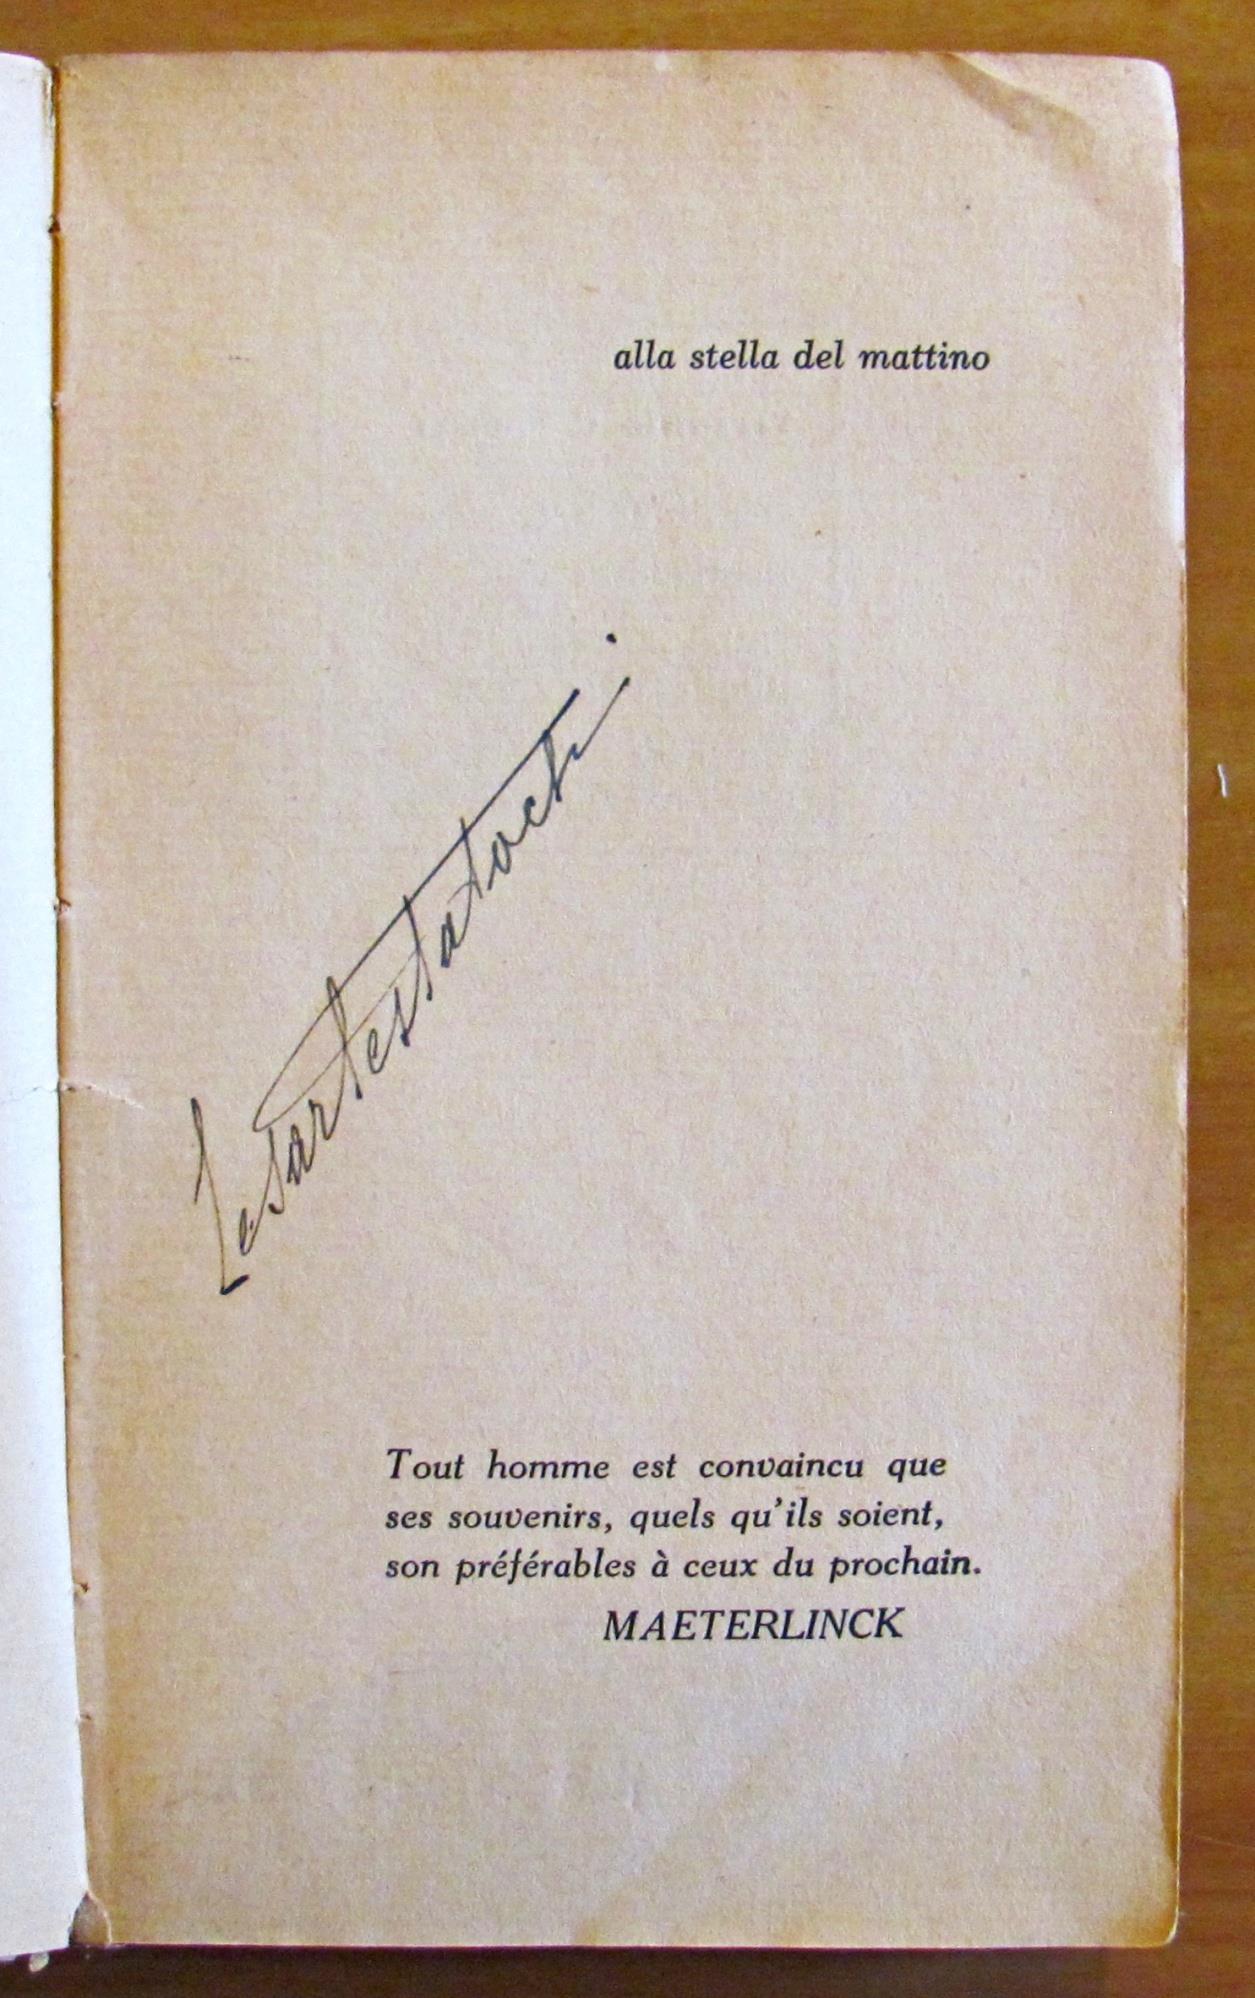 alla stella del mattino
Tout homme est convaincu que
ses souvenirs, quels qu'ils soient,
son préférables à ceux du prochain.
MAETERLINCK